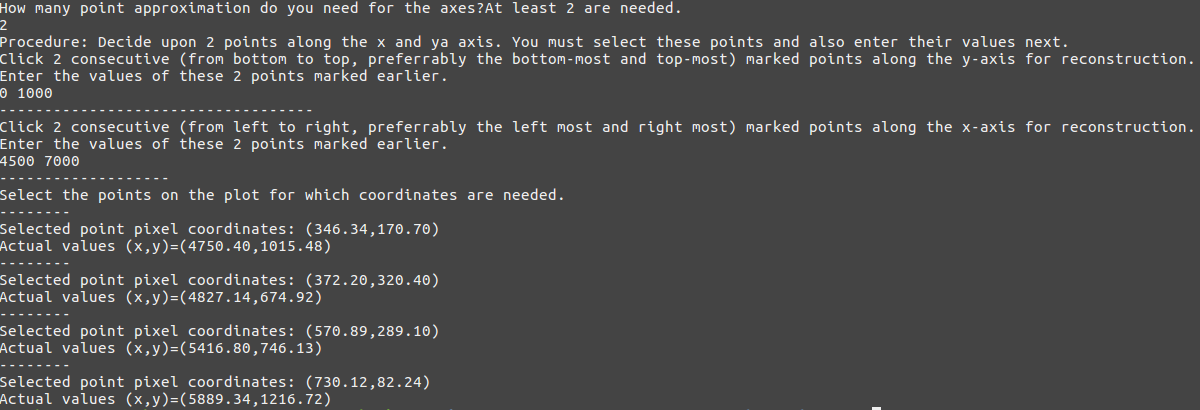 How many point approximation do you need for the axes?At least 2 are needed.
2
Procedure: Decide upon 2 points along the x and ya axis. You must select these points and also enter their values next.
Click 2 consecutive (from bottom to top, preferrably the bottom-most and top-most) marked points along the y-axis for reconstruction.
Enter the values of these 2 points marked earlier.
0 1000
------------------------------------
Click 2 consecutive (from left to right, preferrably the left most and right most) marked points along the x-axis for reconstruction.
Enter the values of these 2 points marked earlier.
4500 7000
-------------------
Select the points on the plot for which coordinates are needed.
--------
Selected point pixel coordinates: (346.34,170.70)
Actual values (x,y)=(4750.40,1015.48)
--------
Selected point pixel coordinates: (372.20,320.40)
Actual values (x,y)=(4827.14,674.92)
--------
Selected point pixel coordinates: (570.89,289.10)
Actual values (x,y)=(5416.80,746.13)
--------
Selected point pixel coordinates: (730.12,82.24)
Actual values (x,y)=(5889.34,1216.72)